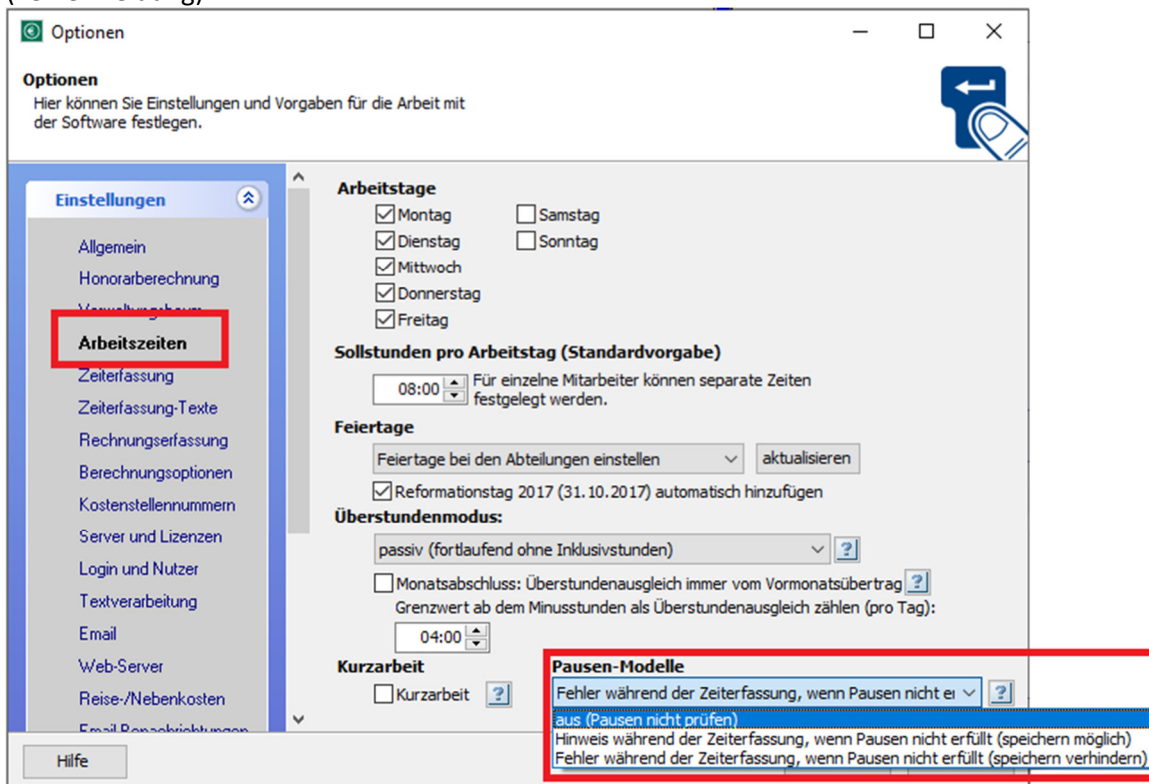 Optionen
Optionen
Hier können Sie Einstellungen und Vorgaben für die Arbeit mit
der Software festlegen.
Einstellungen
Allgemein
Honorarberechnung
Arbeitszeiten
Zeiterfassung
Zeiterfassung-Texte
Rechnungserfassung
Berechnungsoptionen
Kostenstellennummern
Server und Lizenzen
Login und Nutzer
Textverarbeitung
Email
Web-Server
Reise-/Nebenkosten
Arbeitstage
Montag Samstag
Dienstag Sonntag
Mittwoch
Donnerstag
Freitag
Sollstunden pro Arbeitstag (Standardvorgabe)
08:00 Für einzelne Mitarbeiter können separate Zeiten
festgelegt werden.
Feiertage
Feiertage bei den Abteilungen einstellen aktualisieren
Reformationstag 2017 (31.10.2017) automatisch hinzufügen
Überstundenmodus:
passiv (fortlaufend ohne Inklusivstunden) ?
Monatsabschluss: Überstundenausgleich immer vom Vormonatsübertrag ?
Grenzwert ab dem Minusstunden als Überstundenausgleich zählen (pro Tag):
04:00
Kurzarbeit Pausen-Modelle
Kurzarbeit ? Fehler während der Zeiterfassung, wenn Pausen nicht er ?
aus (Pausen nicht prüfen)
Hinweis während der Zeiterfassung, wenn Pausen nicht erfüllt (speichern möglich)
Fehler während der Zeiterfassung, wenn Pausen nicht erfüllt (speichern verhindern)
Hilfe